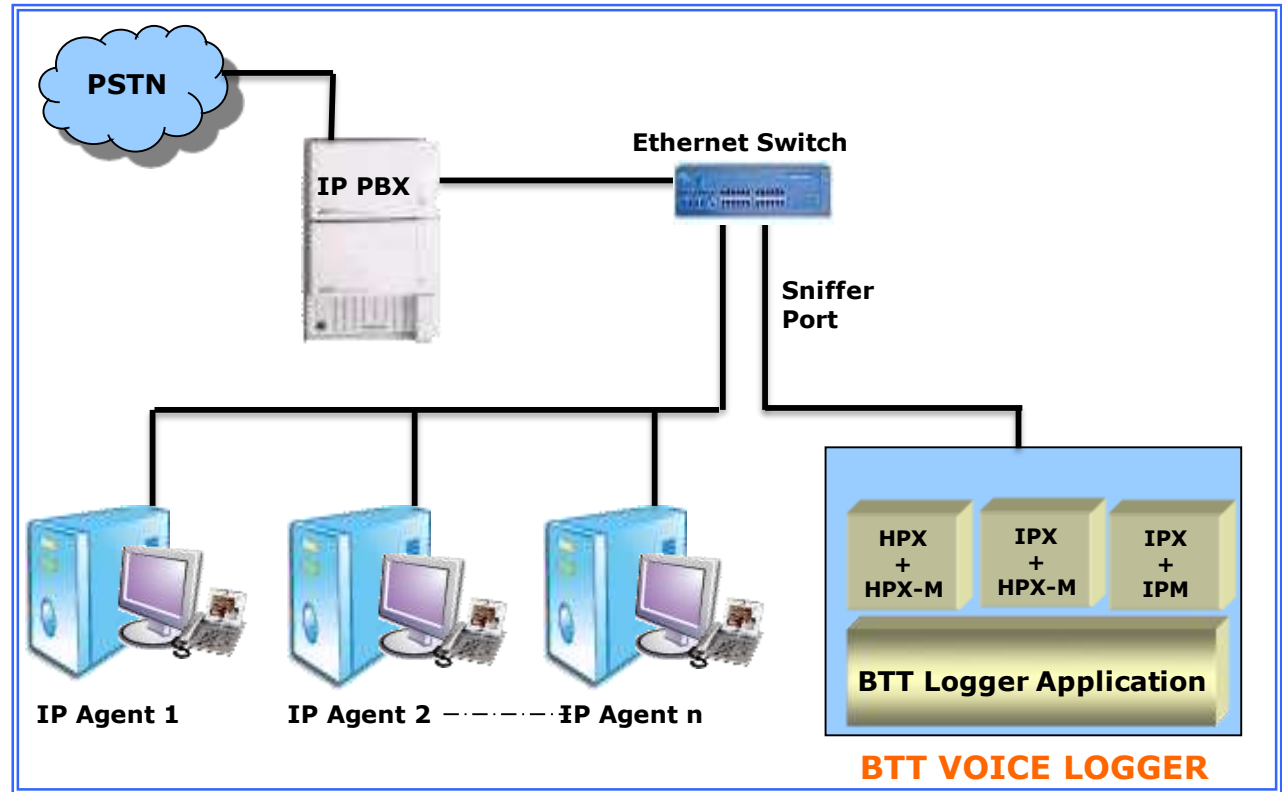 PSTN
IP PBX
Ethernet Switch
Sniffer
Port
HPX
+
HPX-M
IPX
+
HPX-M
IPX
+
IPM
BTT Logger Application
IP Agent 1
IP Agent 2
IP Agent n
BTT VOICE LOGGER